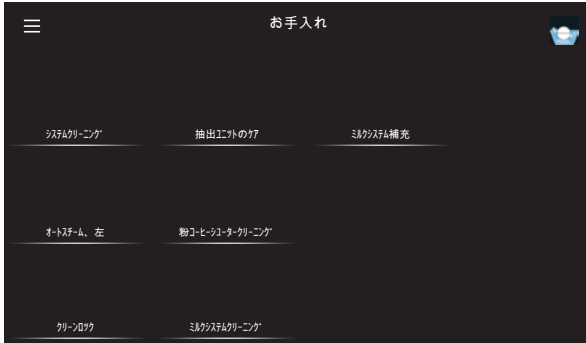 お手入れ
ｼｽﾃﾑｸﾘｰﾆﾝｸﾞ
抽出ﾕﾆｯﾄのｹｱ
ﾐﾙｸｼｽﾃﾑ補充
ｵｰﾄｽﾁｰﾑ、左
粉ｺｰﾋｰｼｭｰﾀｰｸﾘｰﾆﾝｸﾞ
ｸﾘｰﾝﾛｯｸ
ﾐﾙｸｼｽﾃﾑｸﾘｰﾆﾝｸﾞ